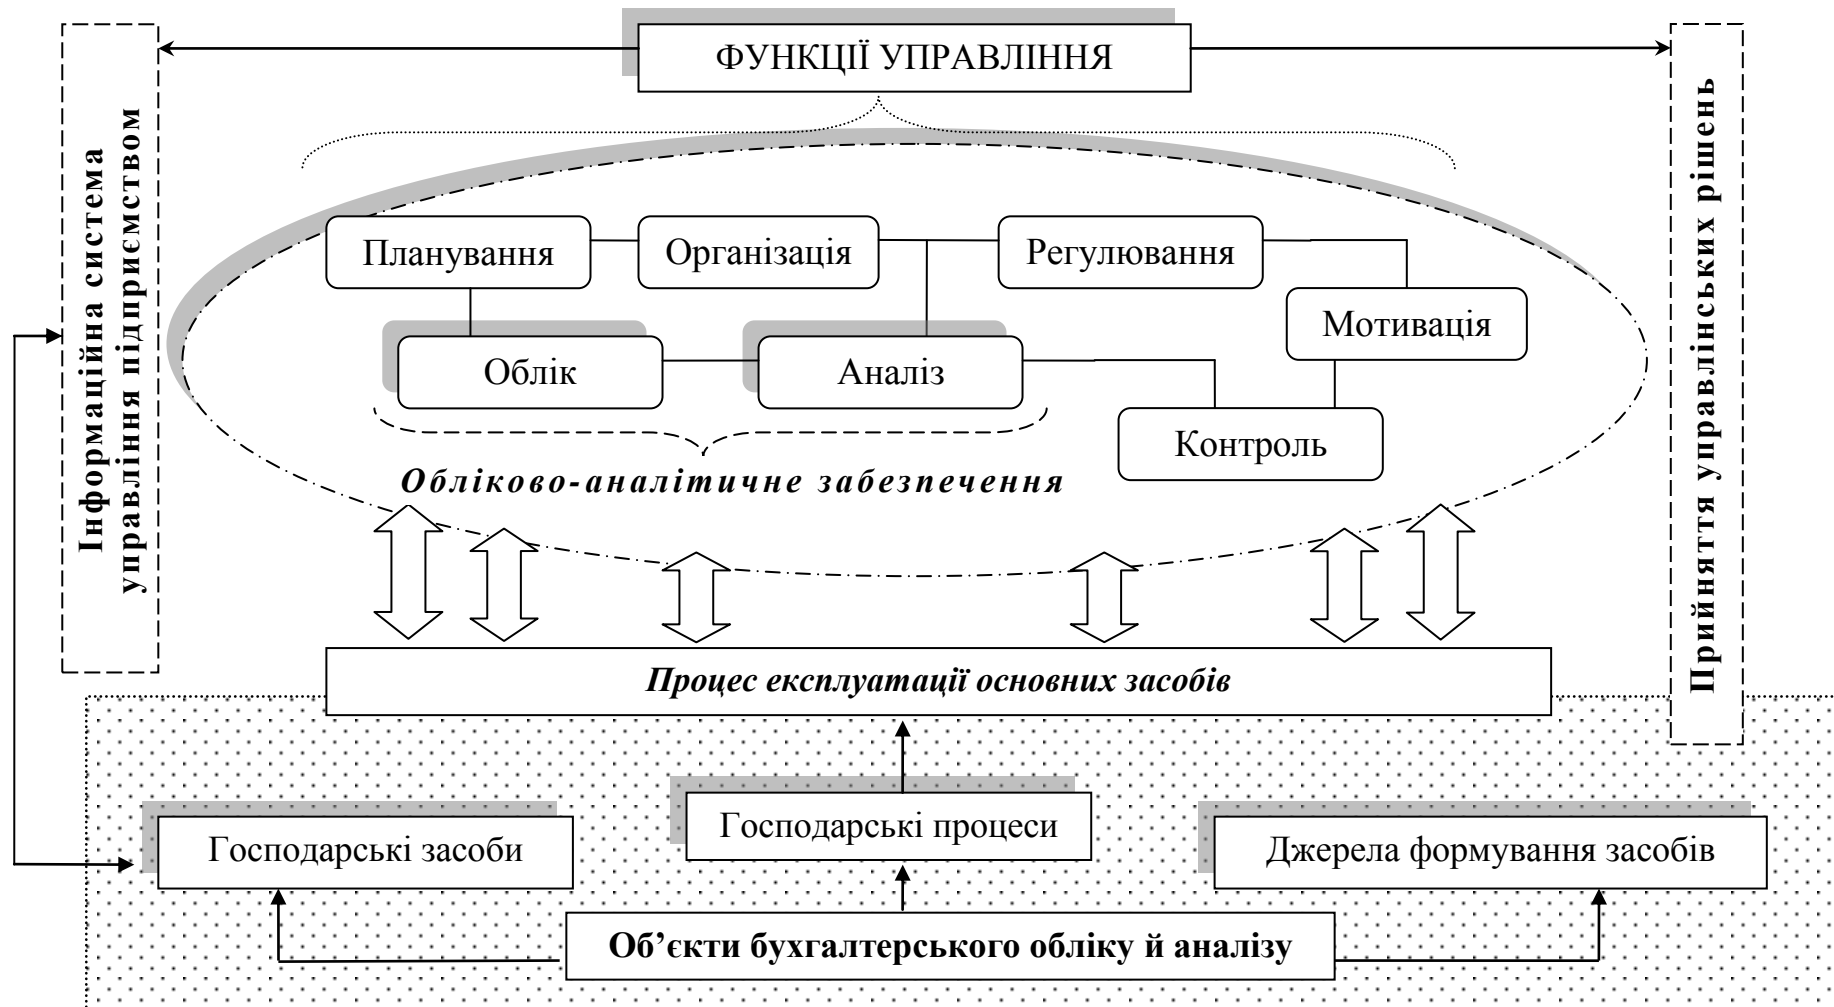 ФУНКЦІЇ УПРАВЛІННЯ
Інформаційна система
управління підприємством
Прийняття управлінських рішень
Планування
Організація
Регулювання
Мотивація
Облік
Аналіз
Контроль
Обліково-аналітичне забезпечення
Процес експлуатації основних засобів
Господарські засоби
Господарські процеси
Джерела формування засобів
Об’єкти бухгалтерського обліку й аналізу